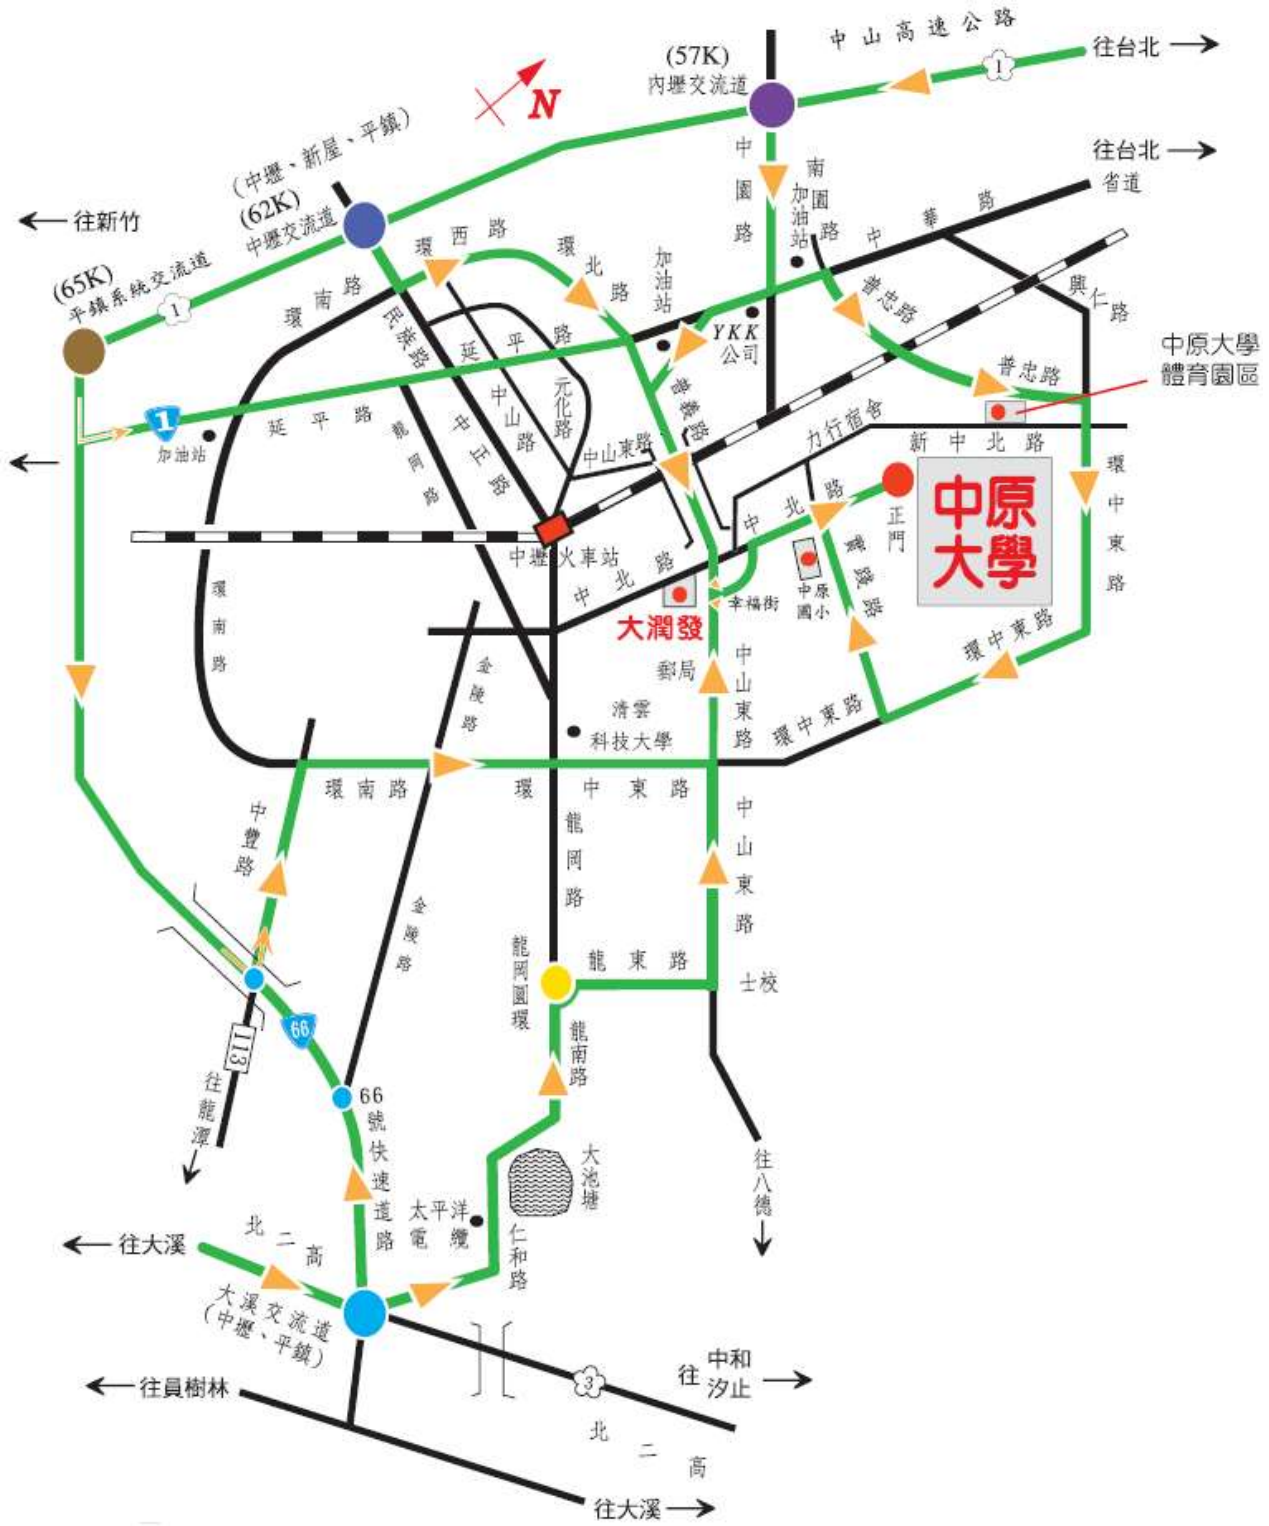 中山高速公路
1
往台北
(57K)
內壢交流道
N
往台北
省道
(中壢、新屋、平鎮)
(62K)
中壢交流道
往新竹
(65K)
平鎮系統交流道
1
中園路
南園路
加油站
中華路
環西路
環北路
加油站
環南路
民族路
延平路
YKK
公司
普忠路
興仁路
中原大學
體育園區
普忠路
1
延平路
加油站
龍岡路
中正路
中山路
元化路
中山東路
普義路
力行宿舍
新中北路
環中東路
中北路
正門
中原
大學
中壢火車站
中北路
實踐路
中原
國小
幸福街
大潤發
環南路
金陵路
郵局
中山東路
環中東路
環中東路
清雲
科技大學
環南路
環中東路
中豐路
龍岡路
中山東路
金陵路
龍岡圓環
龍東路
士校
66
113
龍南路
往龍潭
66
號快速道路
大池塘
往八德
太平洋
電纜
仁和路
往大溪
北二高
大溪交流道
(中壢、平鎮)
往員樹林
3
往
中和
汐止
北二高
往大溪